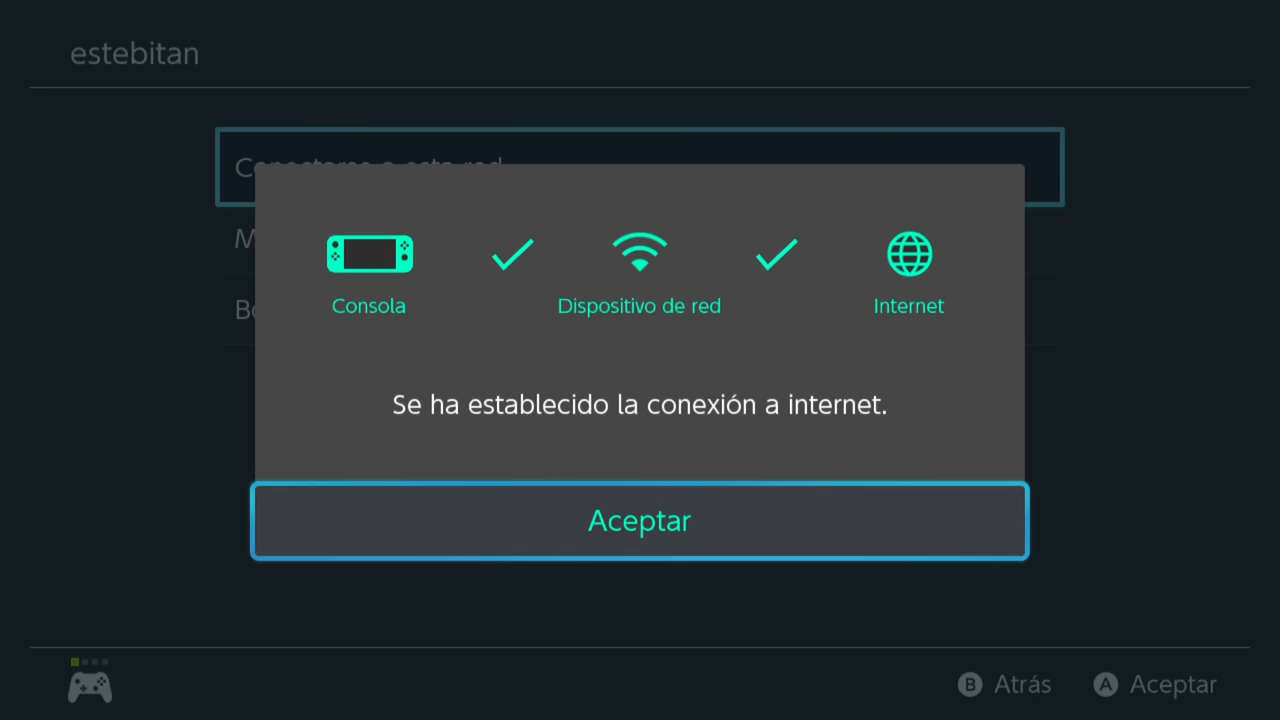 estebitan
Consola
Dispositivo de red
Internet
Se ha establecido la conexión a internet.
Aceptar
B Atrás
A Aceptar